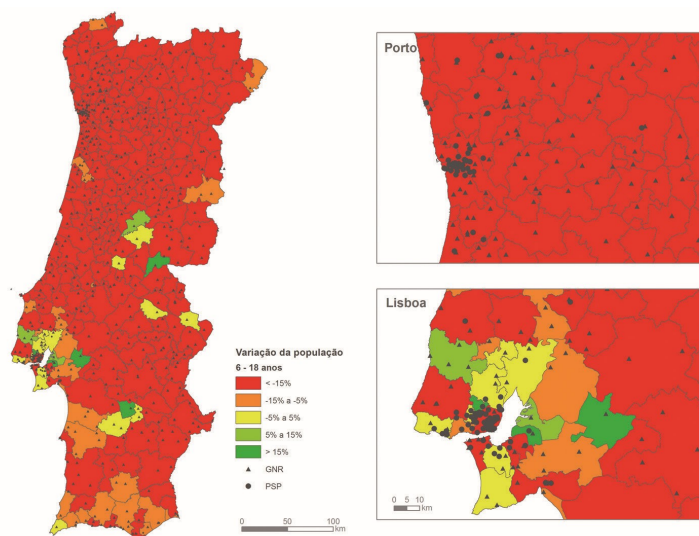 Porto
Lisboa
Variação da população
6 - 18 anos
< -15%
-15% a -5%
-5% a 5%
5% a 15%
> 15%
GNR
PSP
0 50 100
km
0 5 10
km